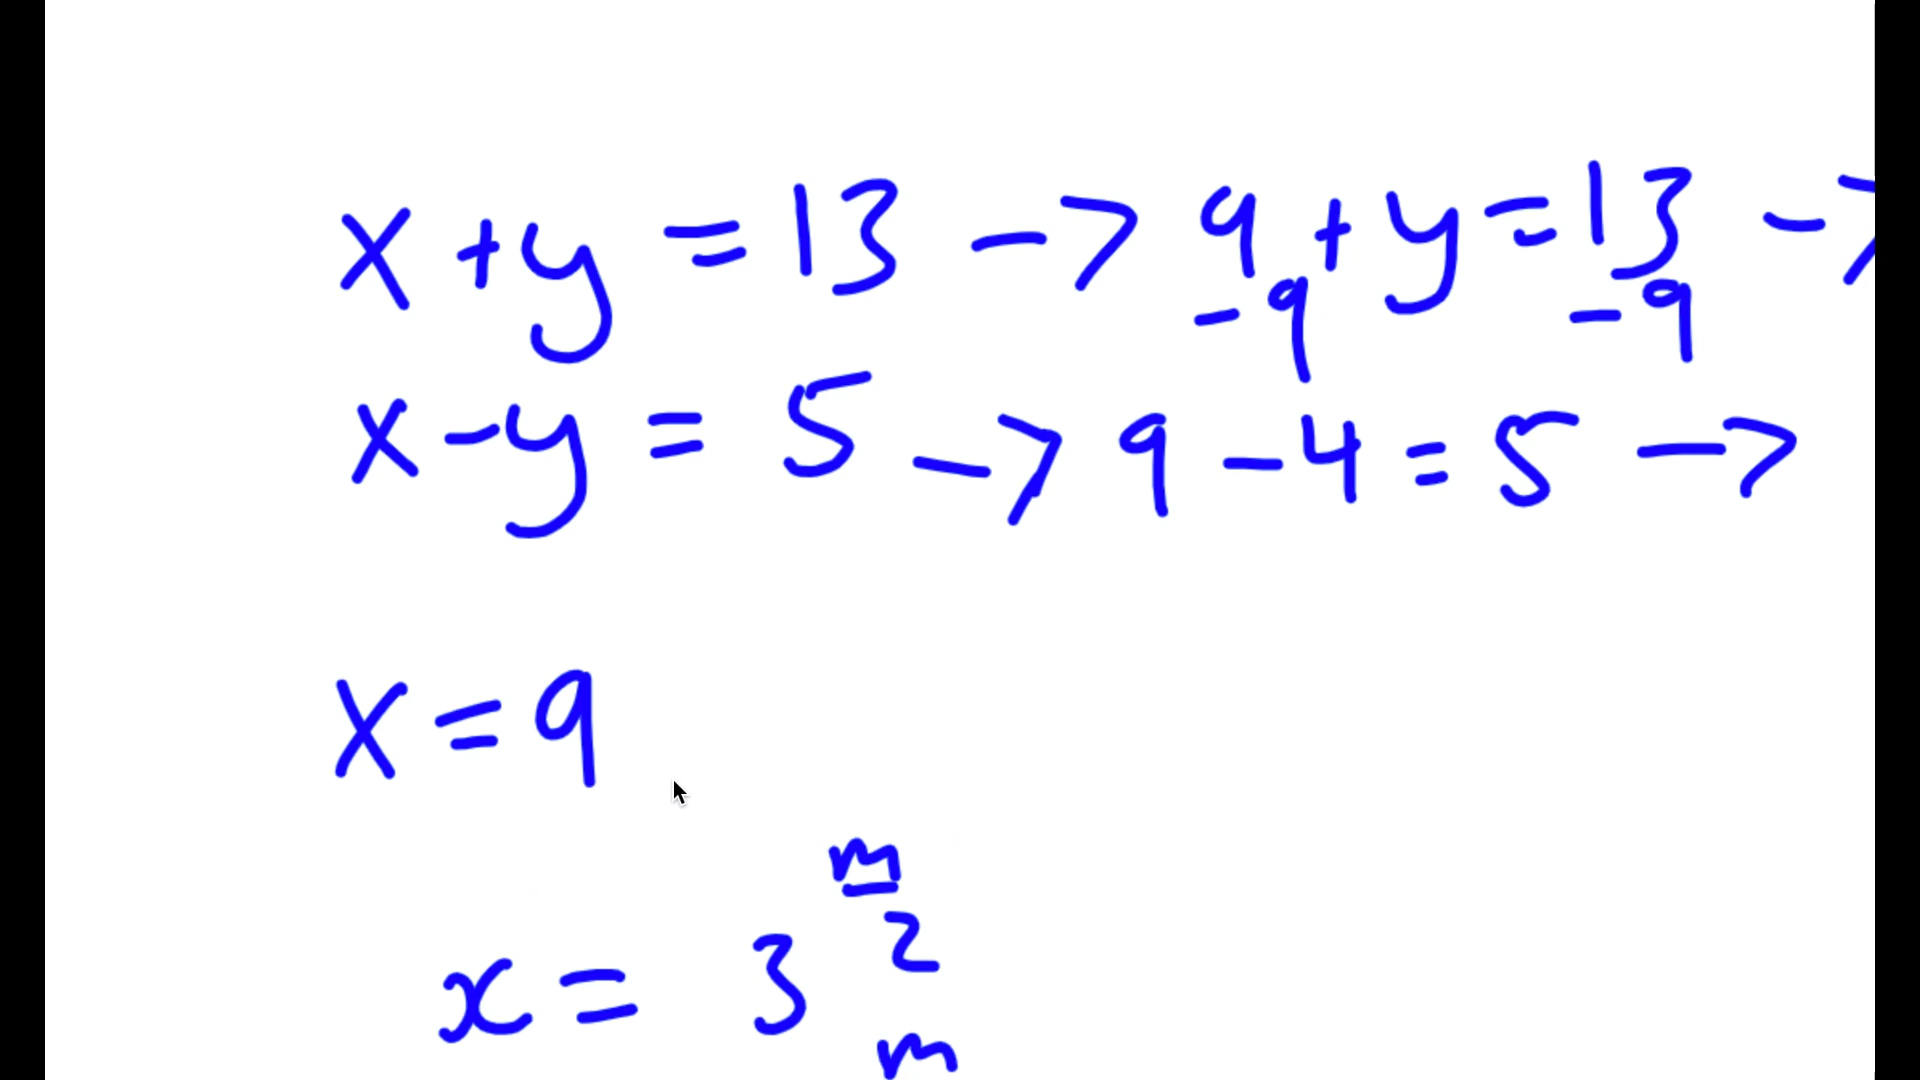 x + y = 13 → 9 + y = 13 →
-9 -9
x - y = 5 → 9 - 4 = 5 →
x = 9
m
2
x = 3
m